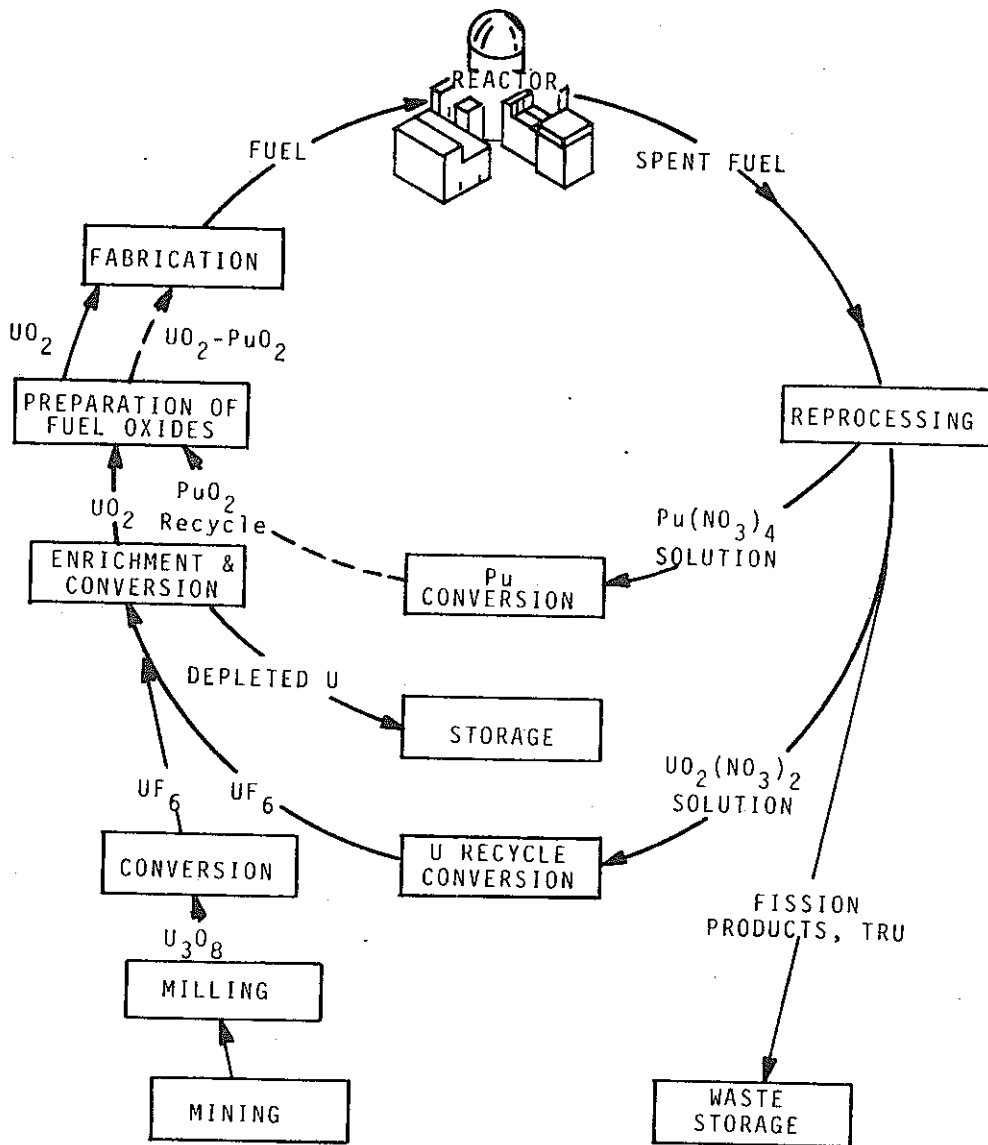 REACTOR
FUEL
SPENT FUEL
FABRICATION
UO₂
UO₂-PuO₂
PREPARATION OF
FUEL OXIDES
REPROCESSING
UO₂
PuO₂
Recycle
Pu(NO₃)₄
SOLUTION
ENRICHMENT &
CONVERSION
Pu
CONVERSION
DEPLETED U
STORAGE
UO₂(NO₃)₂
SOLUTION
UF₆
UF₆
CONVERSION
U RECYCLE
CONVERSION
FISSION
PRODUCTS, TRU
U₃O₈
MILLING
MINING
WASTE
STORAGE